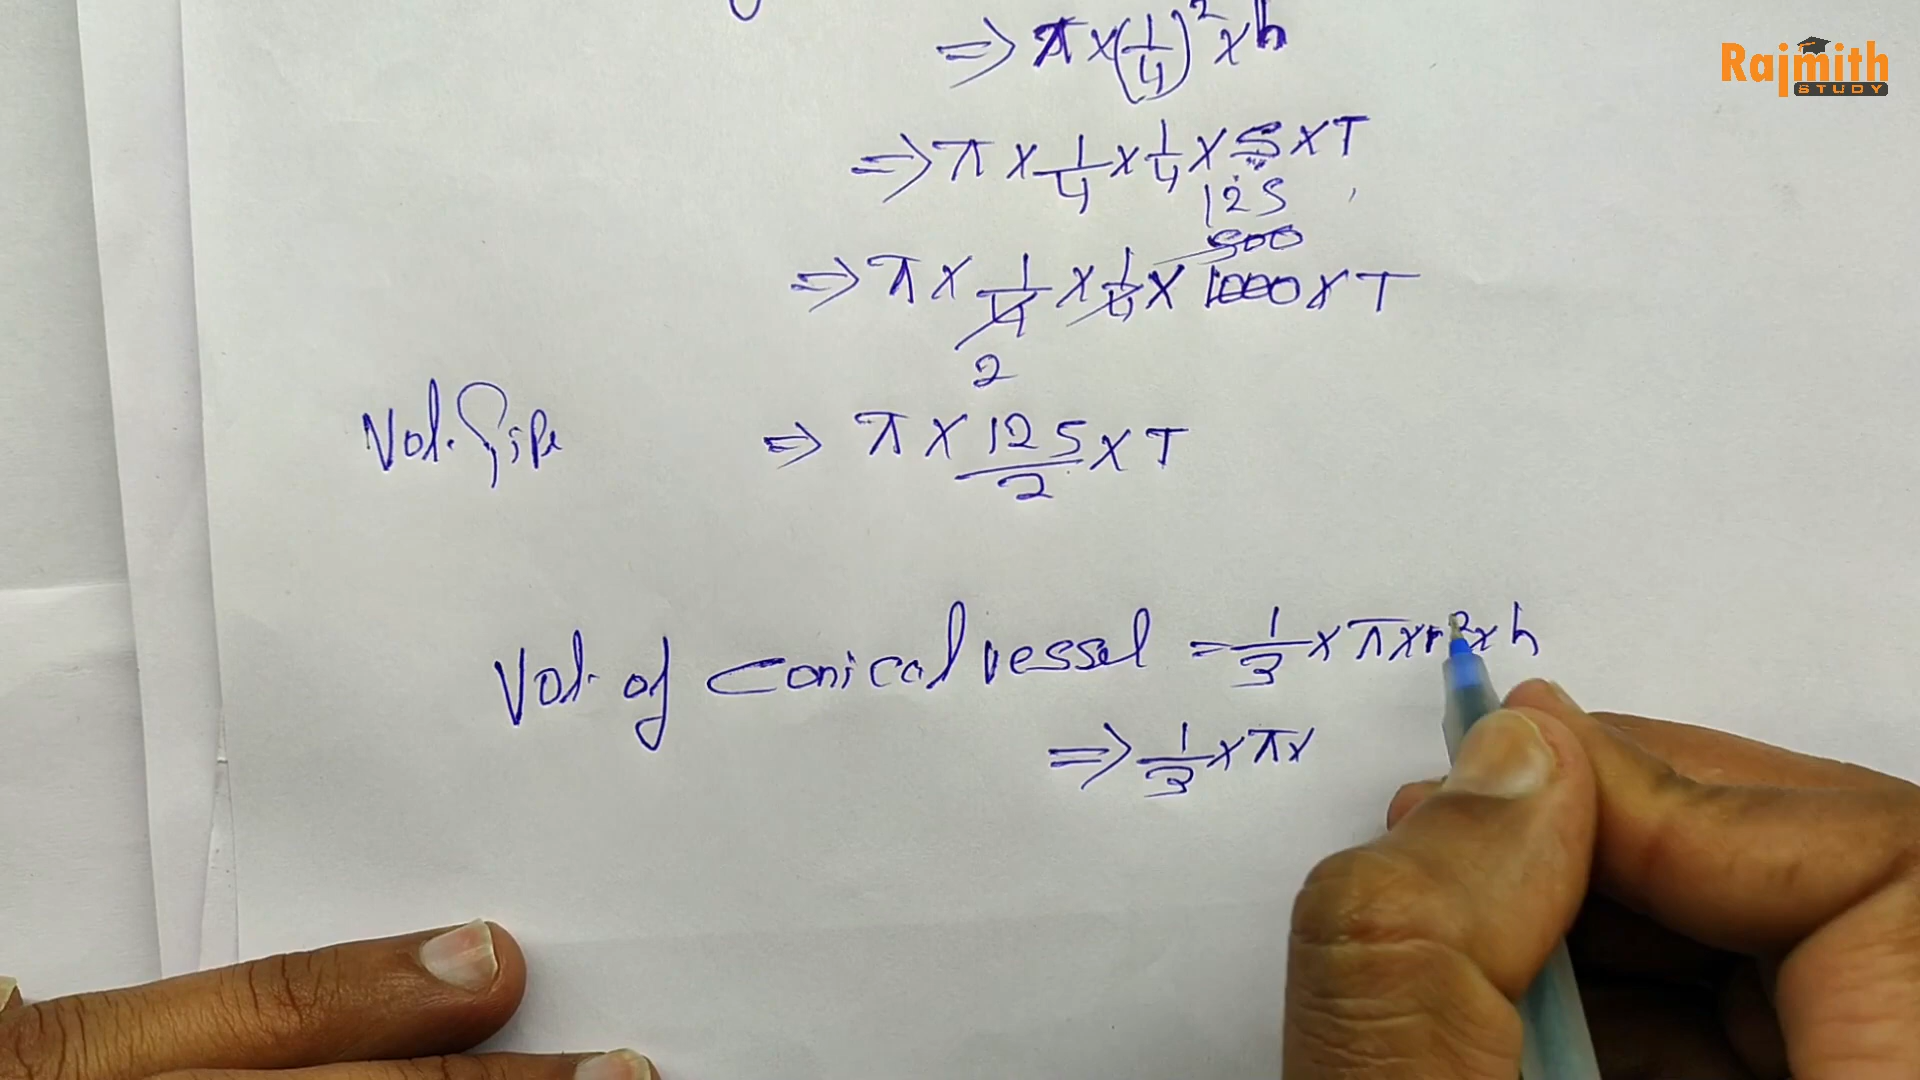 ⇒ π × (1/4)² × h
Rajmith
STUDY
⇒ π × 1/4 × 1/4 × 5 × T
125
500
⇒ π × 1/4 × 1/4 × 1000 × T
2
Vol. Pipe ⇒ π × 125/2 × T
Vol. of Conical vessel = 1/3 × π × r² × h
⇒ 1/3 × π ×